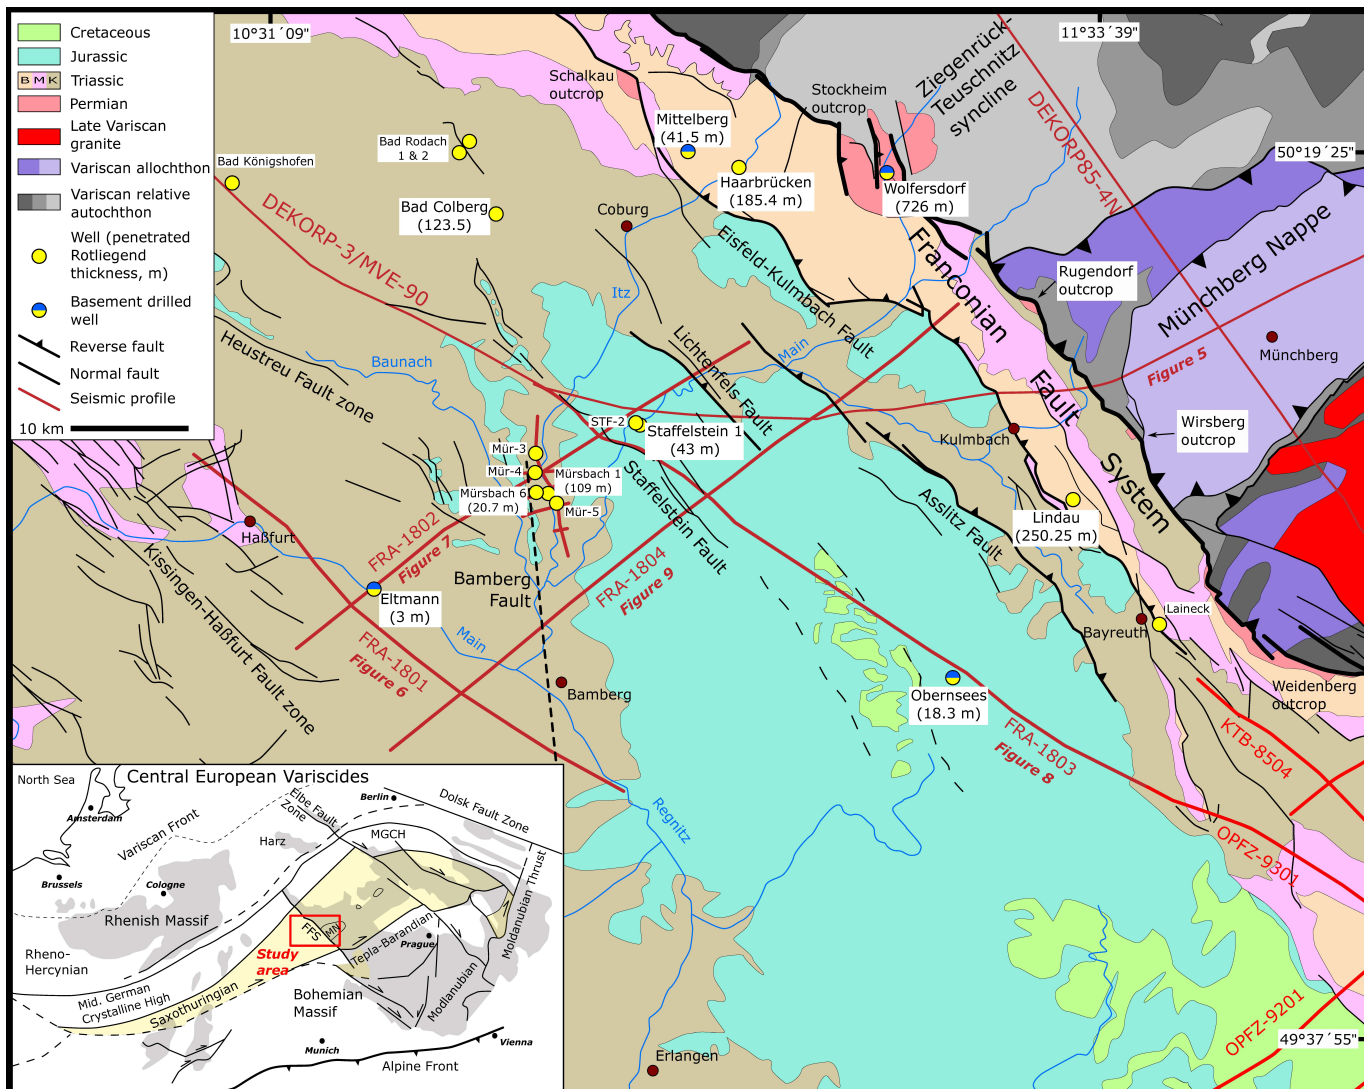 Cretaceous
Jurassic
B M K
Triassic
Permian
Late Variscan
granite
Variscan allochthon
Variscan relative
autochthon
Well (penetrated
Rotliegend
thickness, m)
Basement drilled
well
Reverse fault
Normal fault
Seismic profile
10 km
10°31´09"
11°33´39"
50°19´25"
49°37´55"
Schalkau
outcrop
Stockheim
outcrop
Ziegenrück-
Teuschnitz
syncline
DEKORP85-4N
Mittelberg
(41.5 m)
Haarbrücken
(185.4 m)
Wolfersdorf
(726 m)
Bad Rodach
1 & 2
Bad Königshofen
Bad Colberg
(123.5)
Coburg
DEKORP-3/MVE-90
Itz
Eisfeld-Kulmbach Fault
Franconian
Fault
System
Rugendorf
outcrop
Münchberg Nappe
Münchberg
Figure 5
Wirsberg
outcrop
Heustreu Fault zone
Baunach
Lichtenfels Fault
Main
STF-2
Staffelstein 1
(43 m)
Kulmbach
Mür-3
Mür-4
Mürsbach 1
(109 m)
Mürsbach 6
(20.7 m)
Mür-5
Staffelstein Fault
Asslitz Fault
Lindau
(250.25 m)
Haßfurt
Kissingen-Haßfurt Fault zone
FRA-1802
Figure 7
Bamberg
Fault
FRA-1804
Figure 9
Eltmann
(3 m)
Main
FRA-1801
Figure 6
Bamberg
Laineck
Bayreuth
Obernsees
(18.3 m)
Weidenberg
outcrop
FRA-1803
Figure 8
KTB-8504
OPFZ-9301
OPFZ-9201
Regnitz
Erlangen
Central European Variscides
North Sea
Amsterdam
Variscan Front
Harz
Elbe Fault
Zone
Berlin
Dolsk Fault Zone
MGCH
Brussels
Cologne
Rhenish Massif
Rheno-
Hercynian
Mid. German
Crystalline High
Saxothuringian
FFS
MN
Study
area
Tepla-Barandian
Prague
Moldanubian Thrust
Modlanubian
Bohemian
Massif
Munich
Vienna
Alpine Front